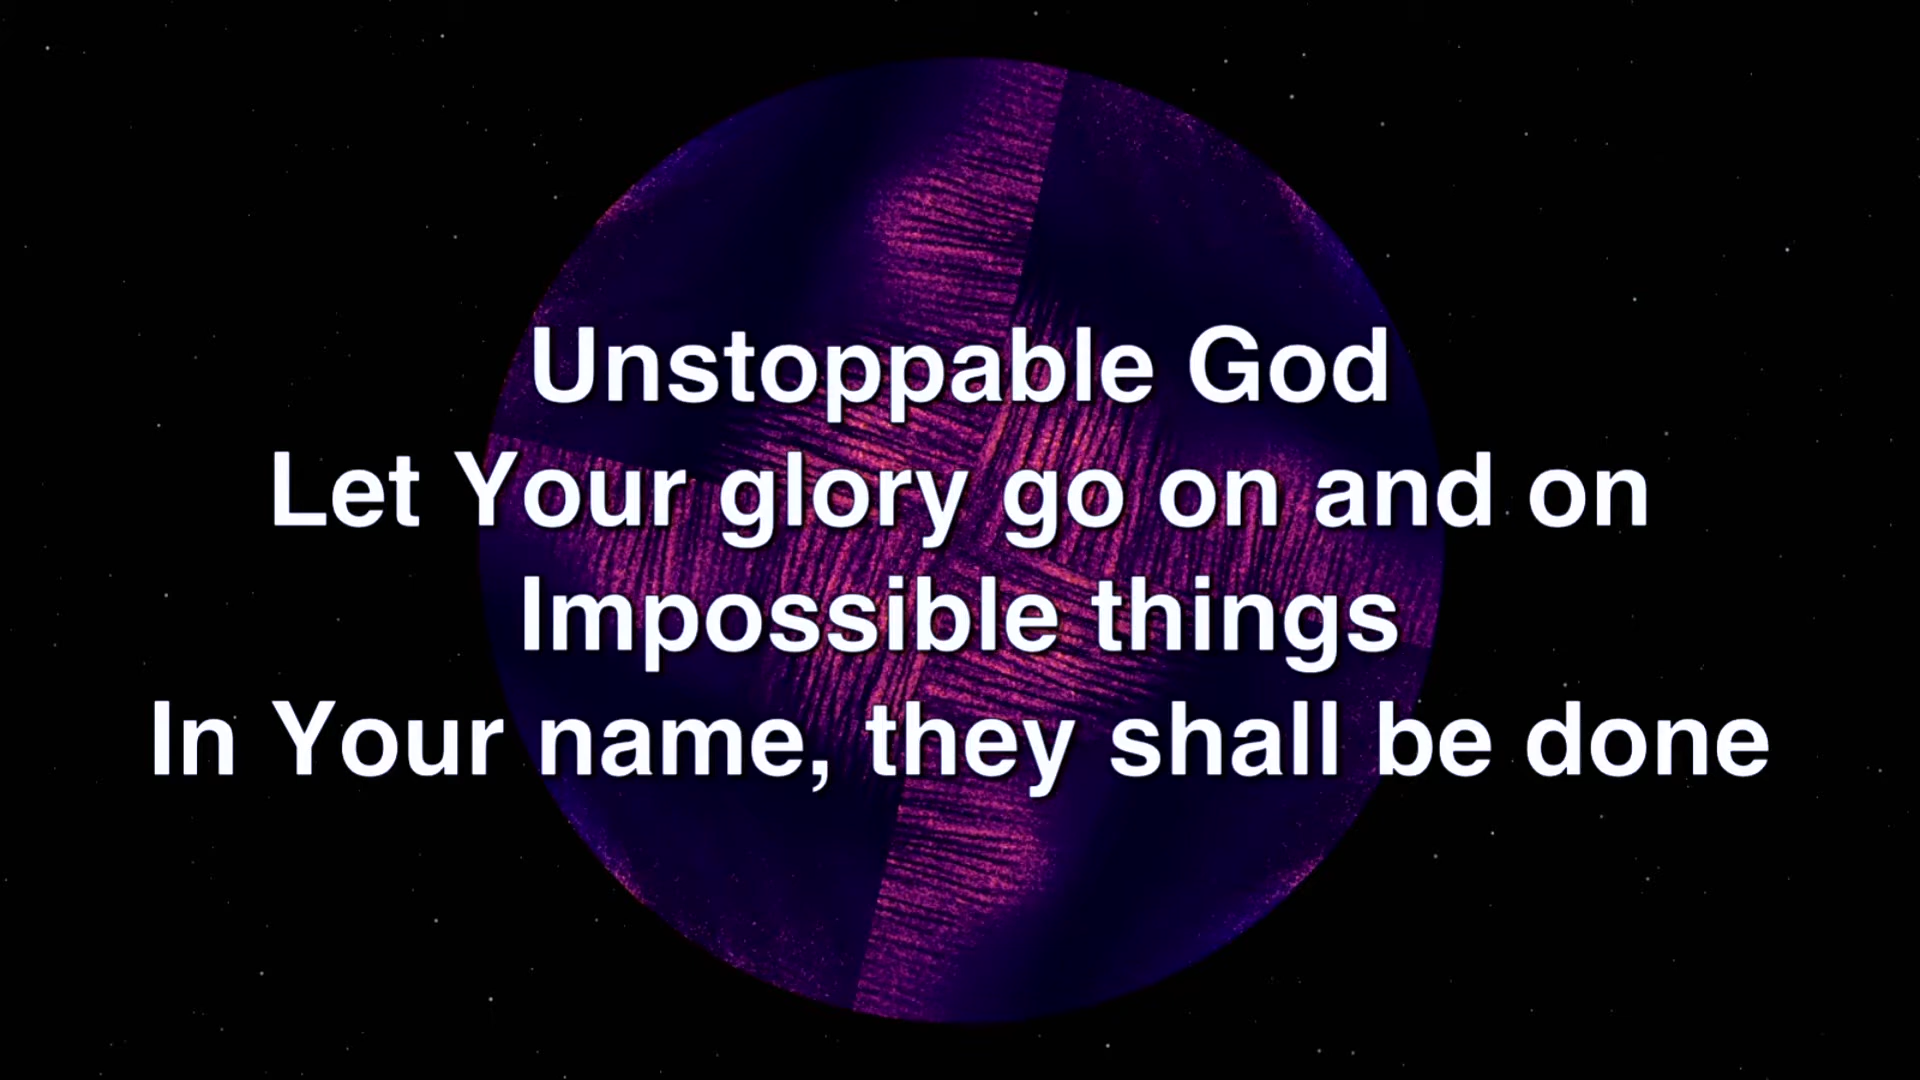 Unstoppable God
Let Your glory go on and on
Impossible things
In Your name, they shall be done